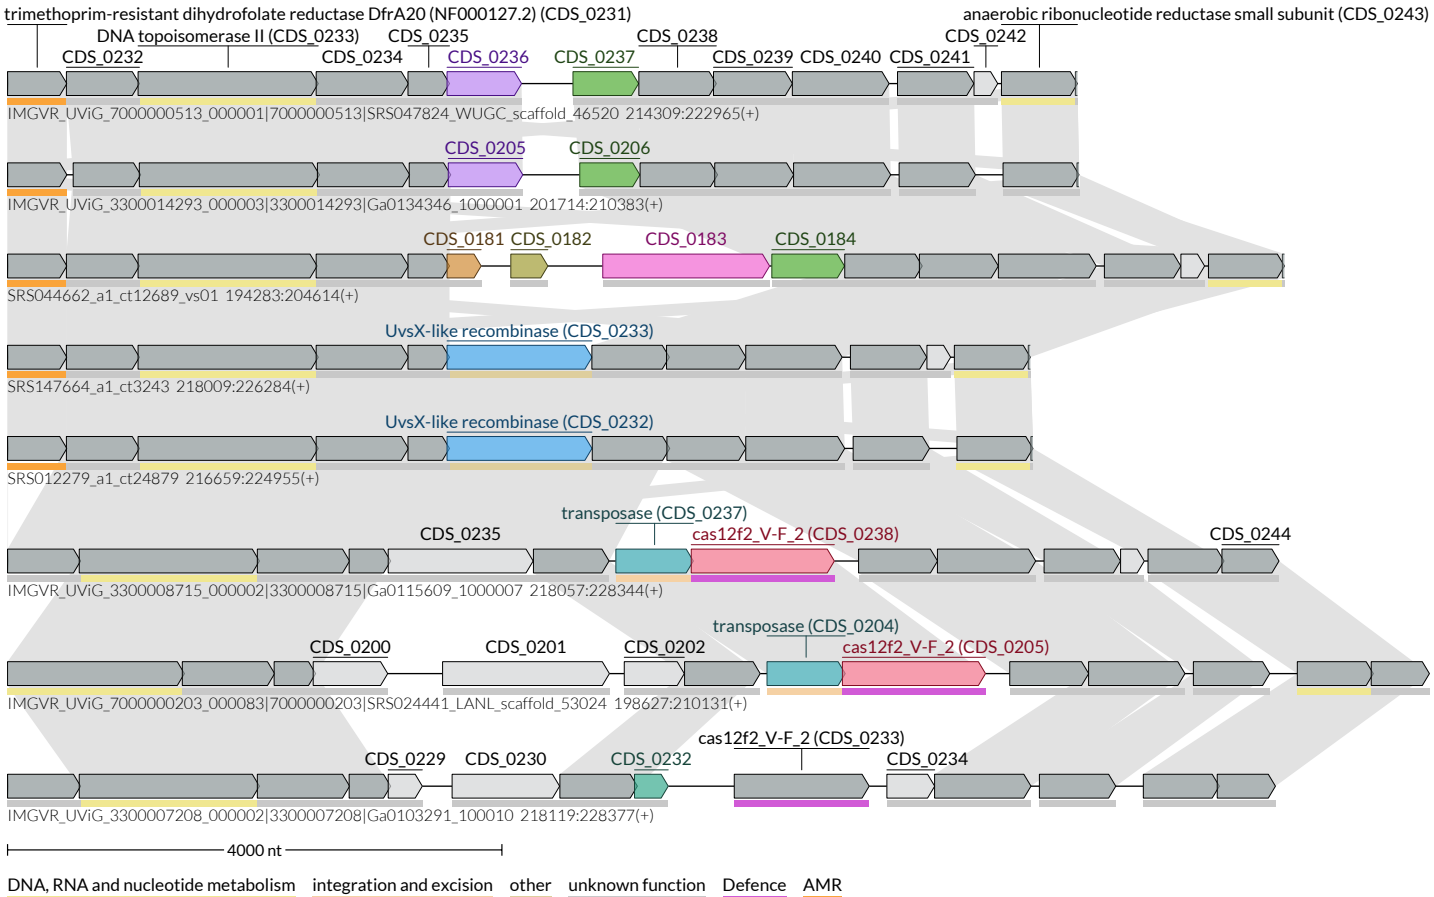 trimethoprim-resistant dihydrofolate reductase DfrA20 (NF000127.2) (CDS_0231) anaerobic ribonucleotide reductase small subunit (CDS_0243)
DNA topoisomerase II (CDS_0233) CDS_0235 CDS_0238 CDS_0242
CDS_0232 CDS_0234 CDS_0236 CDS_0237 CDS_0239 CDS_0240 CDS_0241
IMGVR_UViG_7000000513_000001|7000000513|SRS047824_WUGC_scaffold_46520 214309:222965(+)
CDS_0205 CDS_0206
IMGVR_UViG_3300014293_000003|3300014293|Ga0134346_1000001 201714:210383(+)
CDS_0181 CDS_0182 CDS_0183 CDS_0184
SRS044662_a1_ct12689_vs01 194283:204614(+)
UvsX-like recombinase (CDS_0233)
SRS147664_a1_ct3243 218009:226284(+)
UvsX-like recombinase (CDS_0232)
SRS012279_a1_ct24879 216659:224955(+)
transposase (CDS_0237)
CDS_0235 cas12f2_V-F_2 (CDS_0238) CDS_0244
IMGVR_UViG_3300008715_000002|3300008715|Ga0115609_1000007 218057:228344(+)
transposase (CDS_0204)
CDS_0200 CDS_0201 CDS_0202 cas12f2_V-F_2 (CDS_0205)
IMGVR_UViG_7000000203_000083|7000000203|SRS024441_LANL_scaffold_53024 198627:210131(+)
cas12f2_V-F_2 (CDS_0233)
CDS_0229 CDS_0230 CDS_0232 CDS_0234
IMGVR_UViG_3300007208_000002|3300007208|Ga0103291_100010 218119:228377(+)
4000 nt
DNA, RNA and nucleotide metabolism integration and excision other unknown function Defence AMR